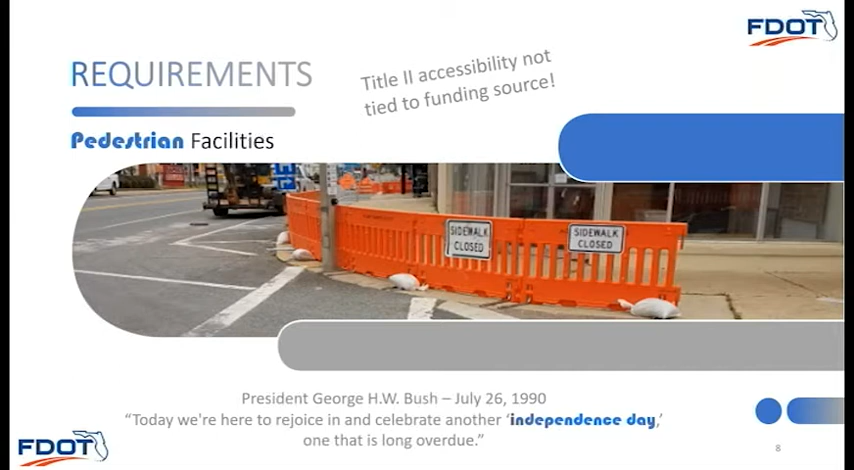 FDOT
REQUIREMENTS
Title II accessibility not
tied to funding source!
Pedestrian Facilities
SIDEWALK
CLOSED
SIDEWALK
CLOSED
President George H.W. Bush – July 26, 1990
“Today we're here to rejoice in and celebrate another ‘independence day,’
one that is long overdue.”
FDOT
8